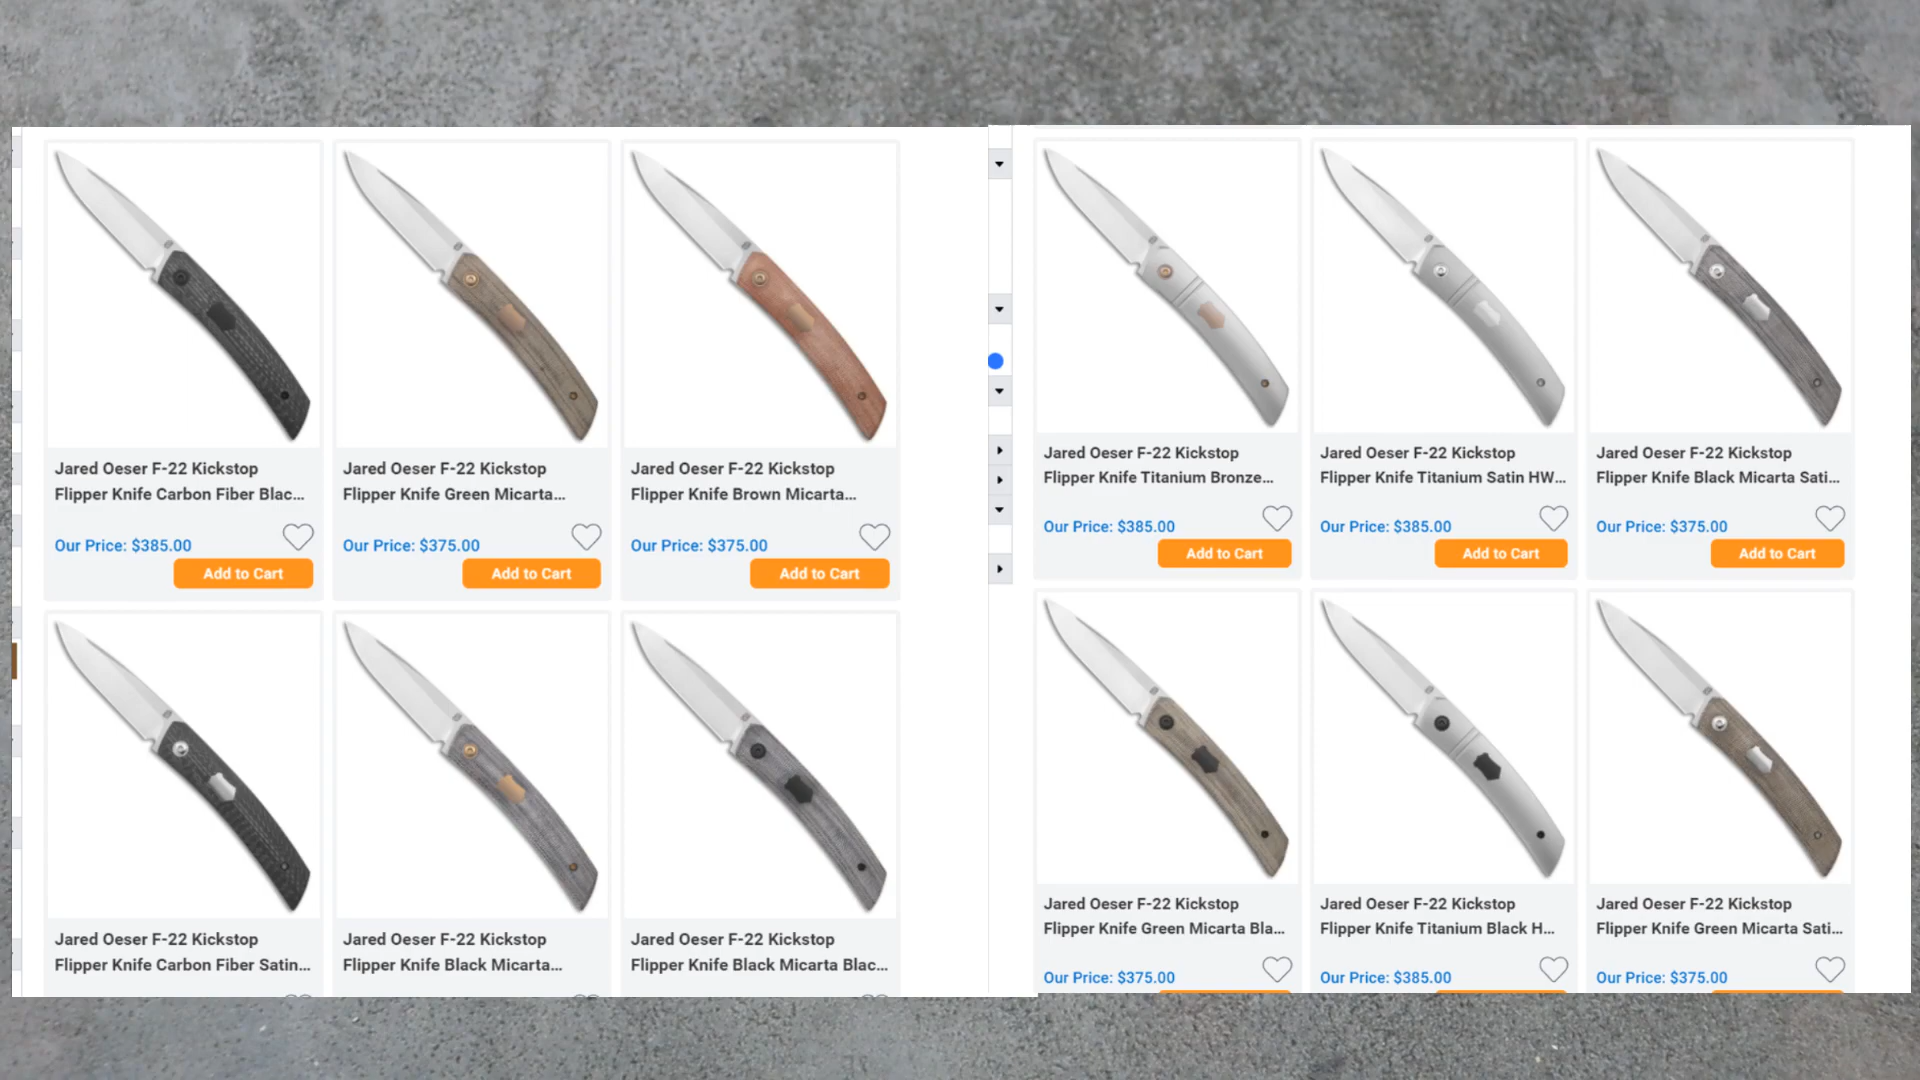 Jared Oeser F-22 Kickstop
Flipper Knife Carbon Fiber Blac...
Our Price: $385.00
Add to Cart
Jared Oeser F-22 Kickstop
Flipper Knife Green Micarta...
Our Price: $375.00
Add to Cart
Jared Oeser F-22 Kickstop
Flipper Knife Brown Micarta...
Our Price: $375.00
Add to Cart
Jared Oeser F-22 Kickstop
Flipper Knife Carbon Fiber Satin...
Jared Oeser F-22 Kickstop
Flipper Knife Black Micarta...
Jared Oeser F-22 Kickstop
Flipper Knife Black Micarta Blac...
Jared Oeser F-22 Kickstop
Flipper Knife Titanium Bronze...
Our Price: $385.00
Add to Cart
Jared Oeser F-22 Kickstop
Flipper Knife Titanium Satin HW...
Our Price: $385.00
Add to Cart
Jared Oeser F-22 Kickstop
Flipper Knife Black Micarta Sati...
Our Price: $375.00
Add to Cart
Jared Oeser F-22 Kickstop
Flipper Knife Green Micarta Bla...
Our Price: $375.00
Jared Oeser F-22 Kickstop
Flipper Knife Titanium Black H...
Our Price: $385.00
Jared Oeser F-22 Kickstop
Flipper Knife Green Micarta Sati...
Our Price: $375.00